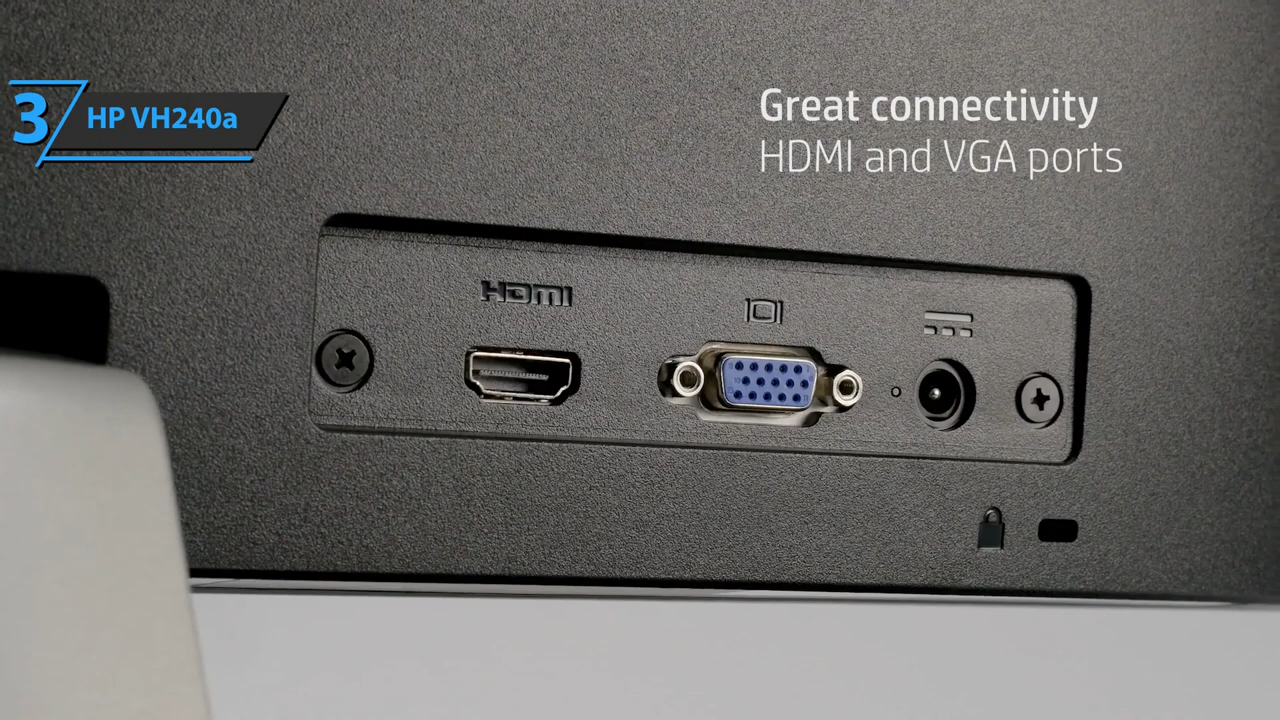 3 HP VH240a
Great connectivity
HDMI and VGA ports
HDMI